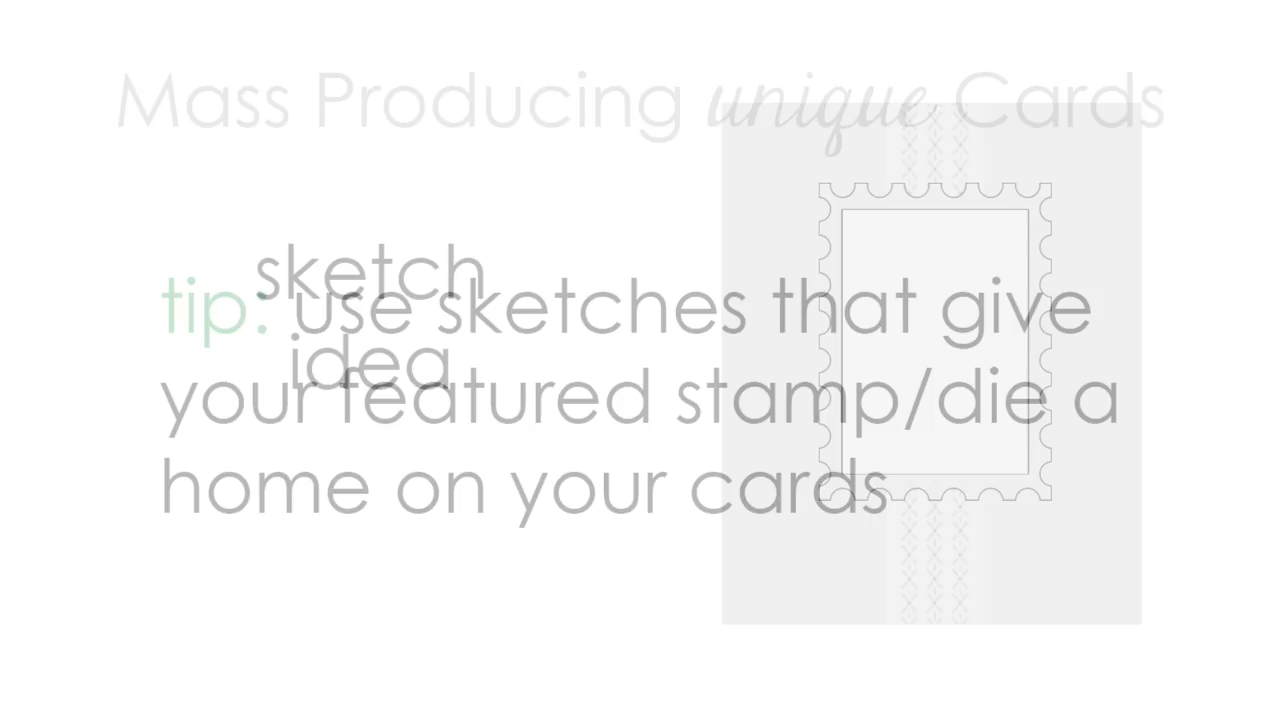 Mass Producing unique Cards
sketch
idea
tip: use sketches that give
your featured stamp/die a
home on your cards